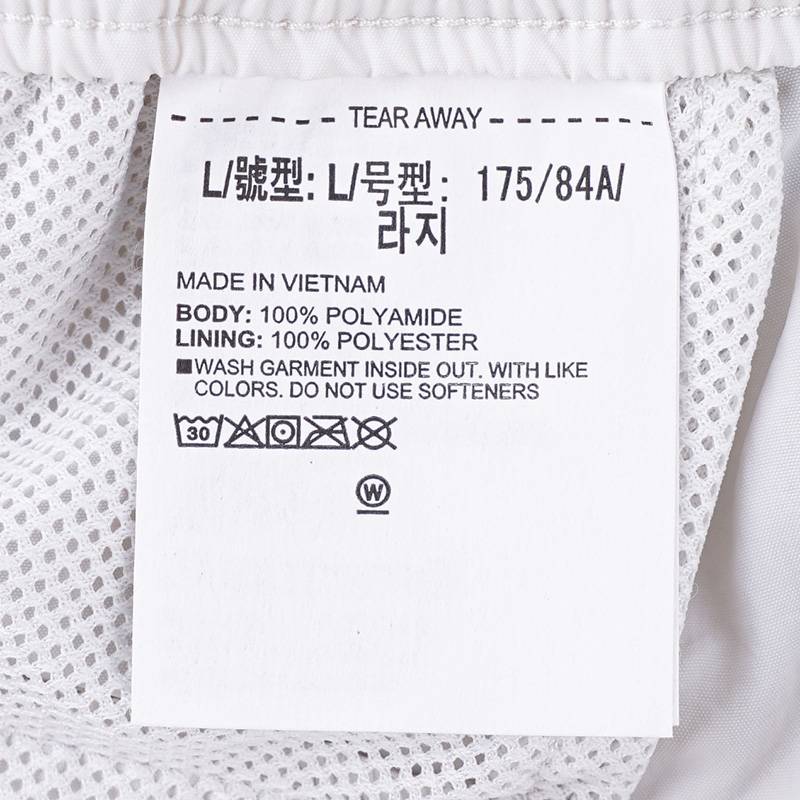 TEAR AWAY
L/號型: L/号型: 175/84A/
라지
MADE IN VIETNAM
BODY: 100% POLYAMIDE
LINING: 100% POLYESTER
WASH GARMENT INSIDE OUT. WITH LIKE
COLORS. DO NOT USE SOFTENERS
30
W